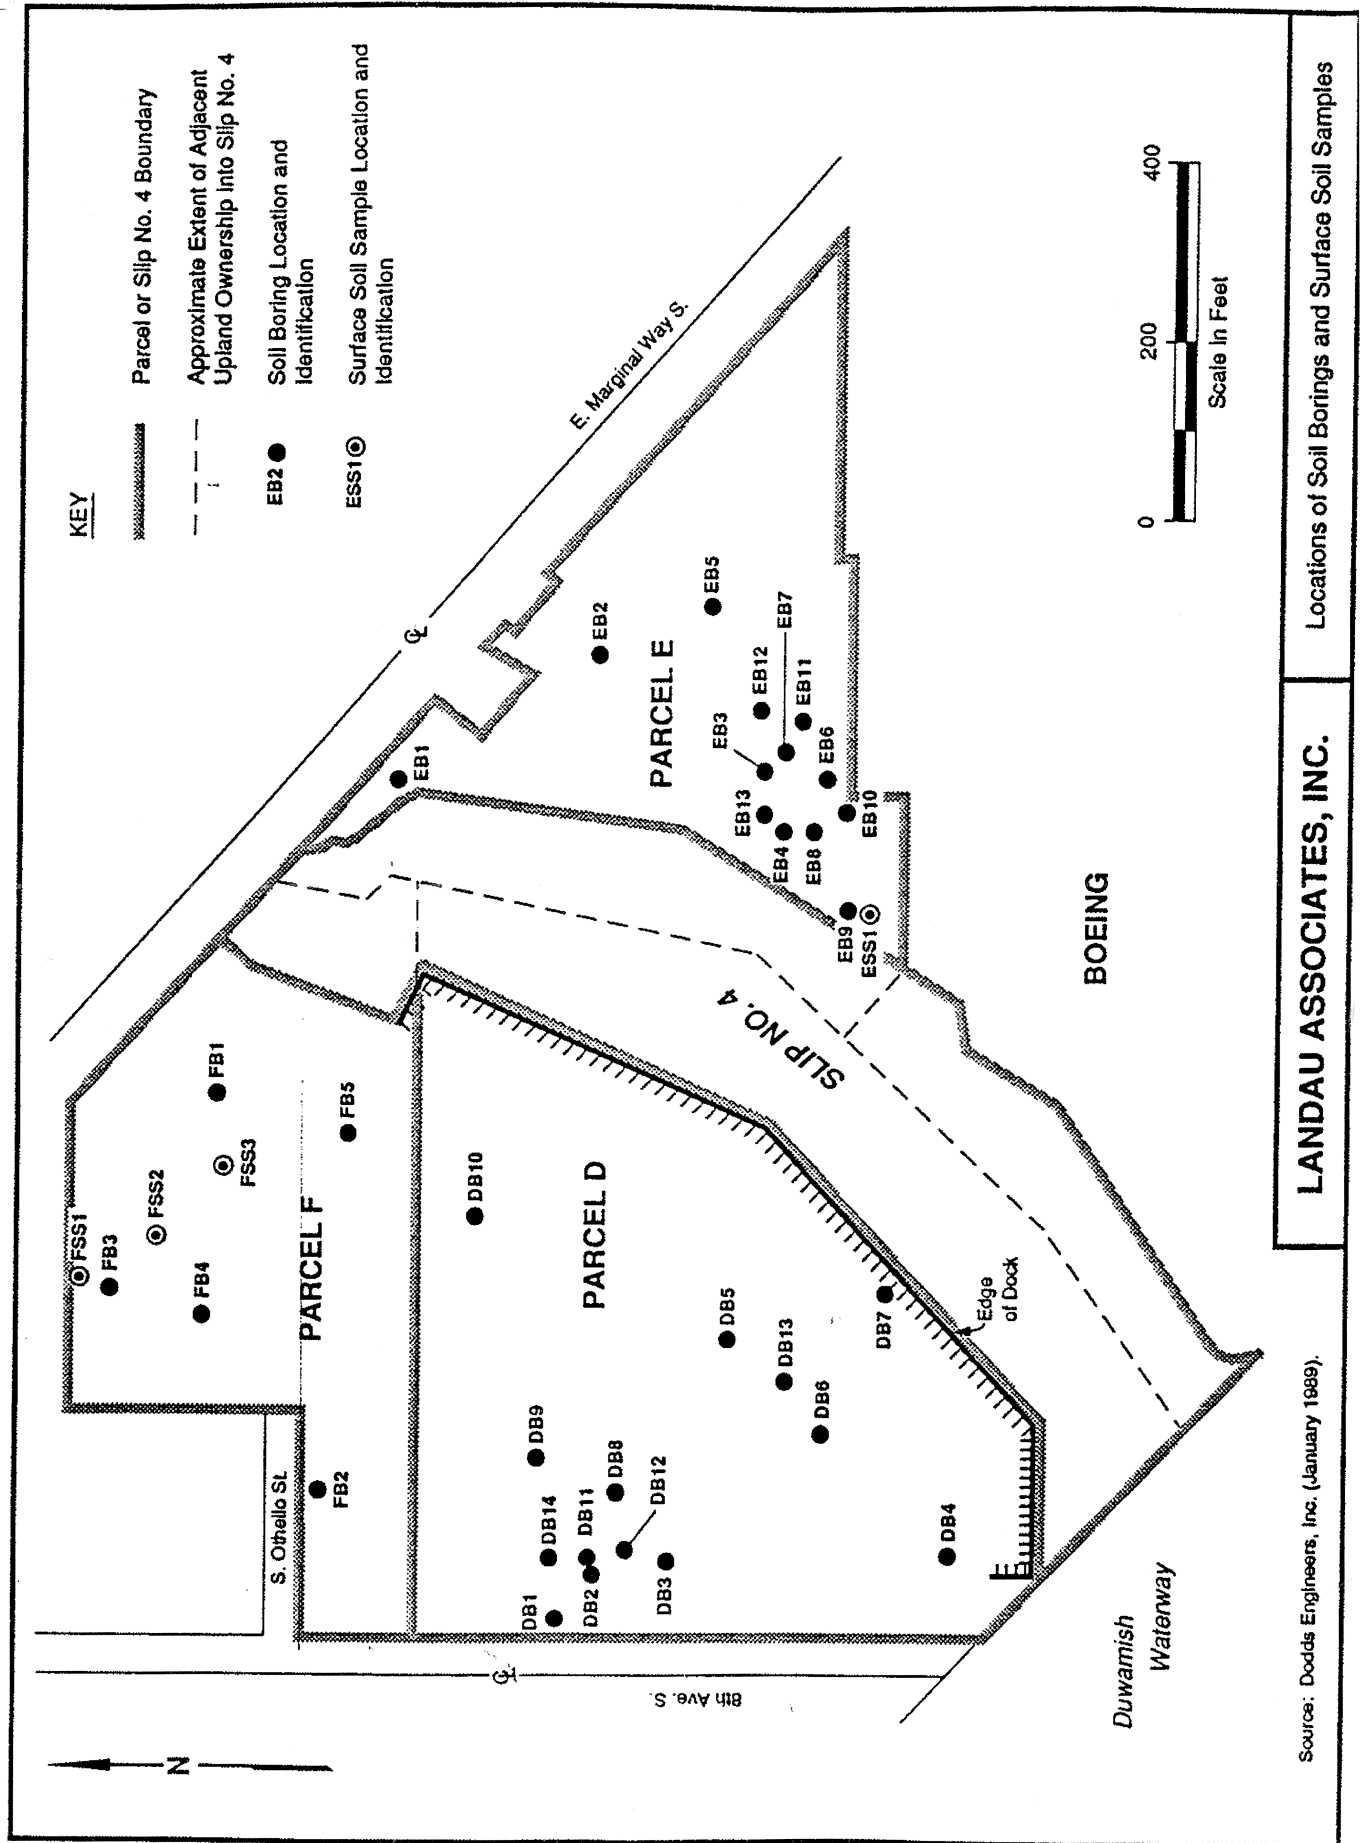 KEY
Parcel or Slip No. 4 Boundary
Approximate Extent of Adjacent
Upland Ownership Into Slip No. 4
EB2
Soil Boring Location and
Identification
ESS1
Surface Soil Sample Location and
Identification
N
S. Othello St.
8th Ave. S.
E. Marginal Way S.
FSS1
FB3
FSS2
FB4
FSS3
FB1
FB5
FB2
PARCEL F
DB10
PARCEL D
DB9
DB14
DB11
DB8
DB12
DB1
DB2
DB3
DB5
DB13
DB6
DB7
DB4
Edge
of Dock
SLIP NO. 4
EB1
EB2
EB5
PARCEL E
EB3
EB12
EB7
EB11
EB6
EB13
EB4
EB8
EB10
EB9
ESS1
BOEING
Duwamish
Waterway
0
200
400
Scale in Feet
Source: Dodds Engineers, Inc. (January 1989).
LANDAU ASSOCIATES, INC.
Locations of Soil Borings and Surface Soil Samples